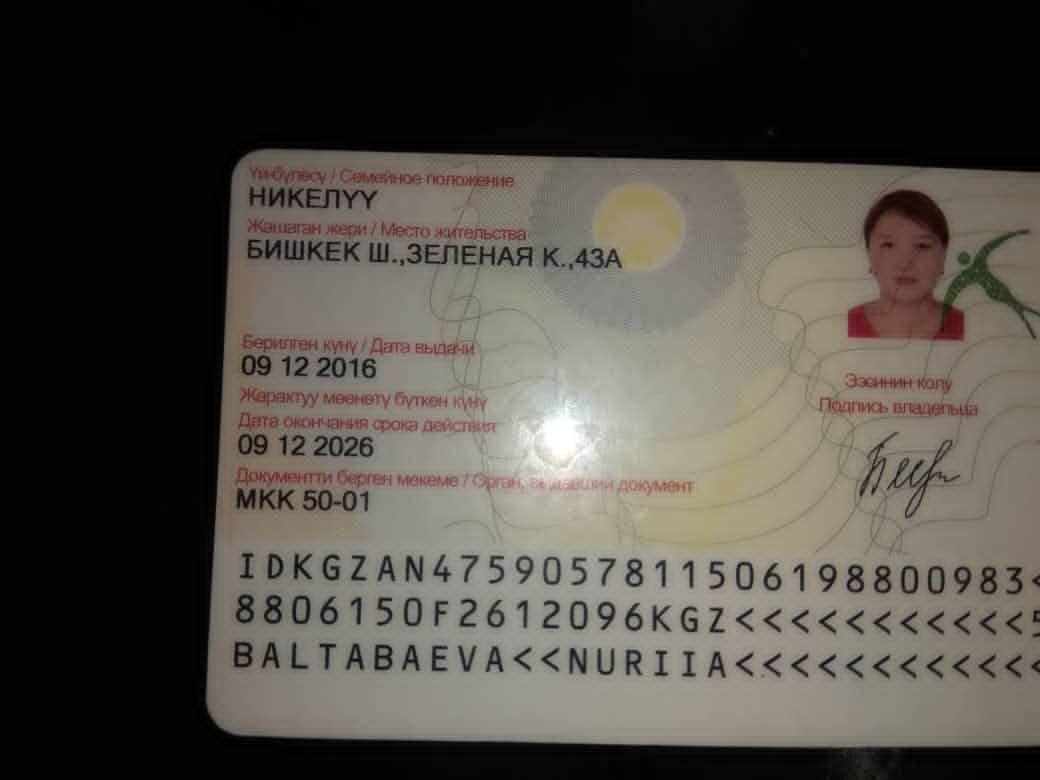 Үй-бүлөсү / Семейное положение
НИКЕЛҮҮ
Жашаган жери / Место жительства
БИШКЕК Ш.,ЗЕЛЕНАЯ К.,43А
Берилген күнү / Дата выдачи
09 12 2016
Жарактуу мөөнөтү бүткөн күнү
Дата окончания срока действия
09 12 2026
Документти берген мекеме / Орган, выдавший документ
МКК 50-01
Ээсинин колу
Подпись владельца
IDKGZAN4759057811506198800983<
8806150F2612096KGZ<<<<<<<<<<<5
BALTABAEVA<<NURIIA<<<<<<<<<<<<